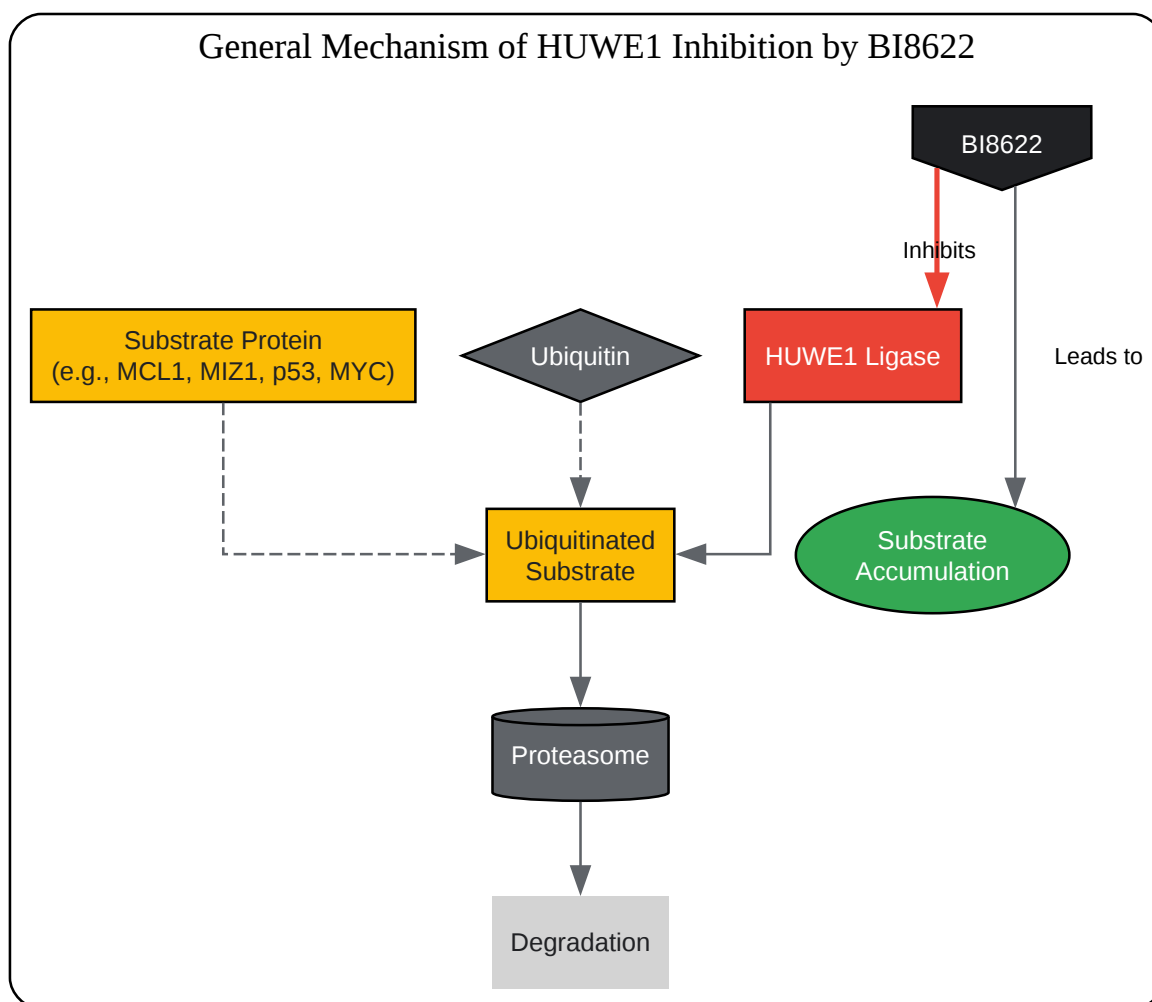 General Mechanism of HUWE1 Inhibition by BI8622
BI8622
Inhibits
Substrate Protein
(e.g., MCL1, MIZ1, p53, MYC)
Ubiquitin
HUWE1 Ligase
Leads to
Ubiquitinated
Substrate
Substrate
Accumulation
Proteasome
Degradation